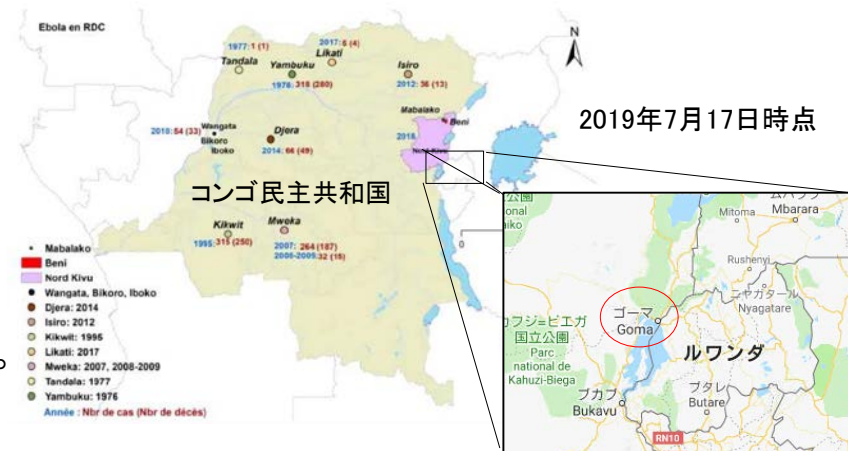 Ebola en RDC
1977: 1 (1)
Tandala
2017: 8 (4)
Likati
Yambuku
1976: 318 (280)
Isiro
2012: 36 (13)
N
2019年7月17日時点
Mabalako
Beni
2018
Nord Kivu
2018: 54 (33)
Wangata
Bikoro
Iboko
Djera
2014: 66 (49)
コンゴ民主共和国
Kikwit
1995: 315 (250)
Mweka
2007: 264 (187)
2008-2009: 32 (15)
0
Mabalako
Beni
Nord Kivu
Wangata, Bikoro, Iboko
Djera: 2014
Isiro: 2012
Kikwit: 1995
Likati: 2017
Mweka: 2007, 2008-2009
Tandala: 1977
Yambuku: 1976
Année : Nbr de cas (Nbr de décès)
。
公園
onal
aiko
Mitoma
Mbarara
Rushenyi
ニャガタール
Nyagatare
ゴーマ
Goma
カフジ=ビエガ
国立公園
Parc
national de
Kahuzi-Biega
ルワンダ
ブカブ
Bukavu
ブタレ
Butare
RN10